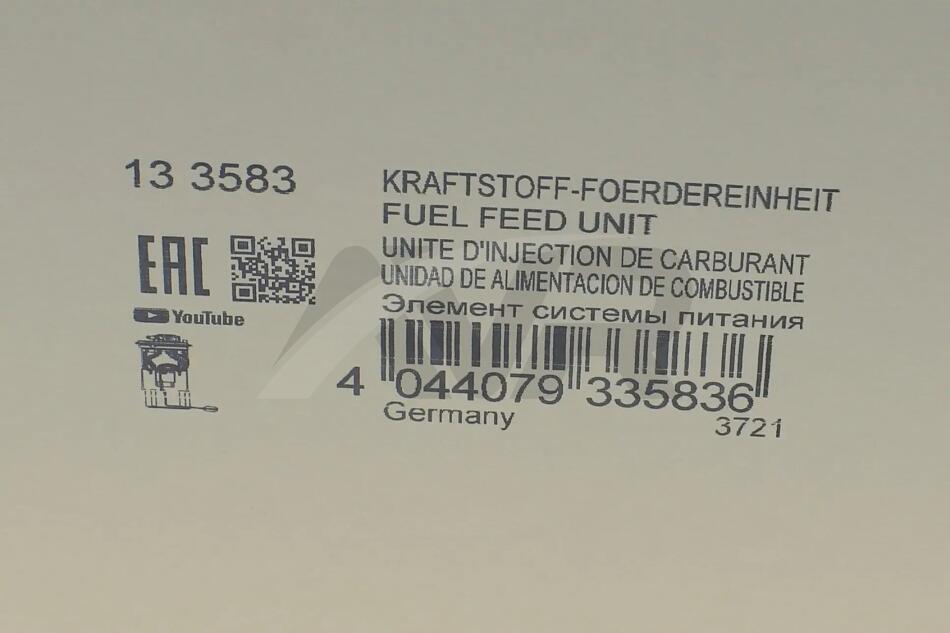 13 3583
KRAFTSTOFF-FOERDEREINHEIT
FUEL FEED UNIT
UNITE D'INJECTION DE CARBURANT
UNIDAD DE ALIMENTACION DE COMBUSTIBLE
Элемент системы питания
EAC
YouTube
4 044079 335836
Germany
3721